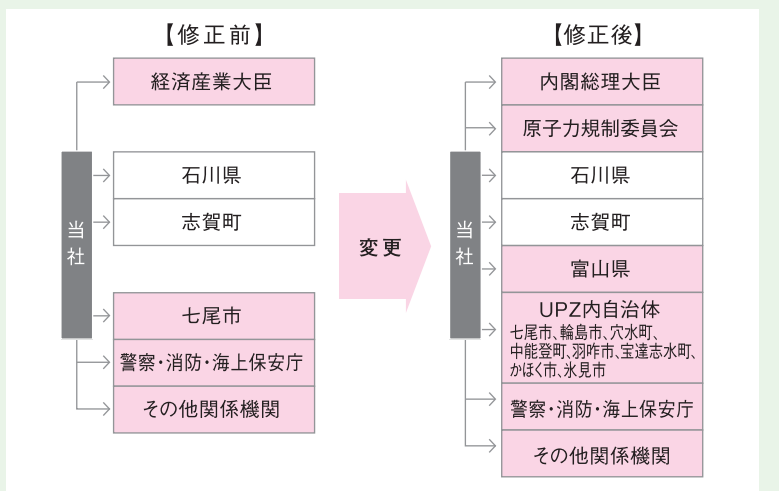 【修正前】
経済産業大臣
石川県
志賀町
当社
七尾市
警察・消防・海上保安庁
その他関係機関
変更
【修正後】
内閣総理大臣
原子力規制委員会
石川県
志賀町
当社
富山県
UPZ内自治体
七尾市、輪島市、穴水町、
中能登町、羽咋市、宝達志水町、
かほく市、氷見市
警察・消防・海上保安庁
その他関係機関